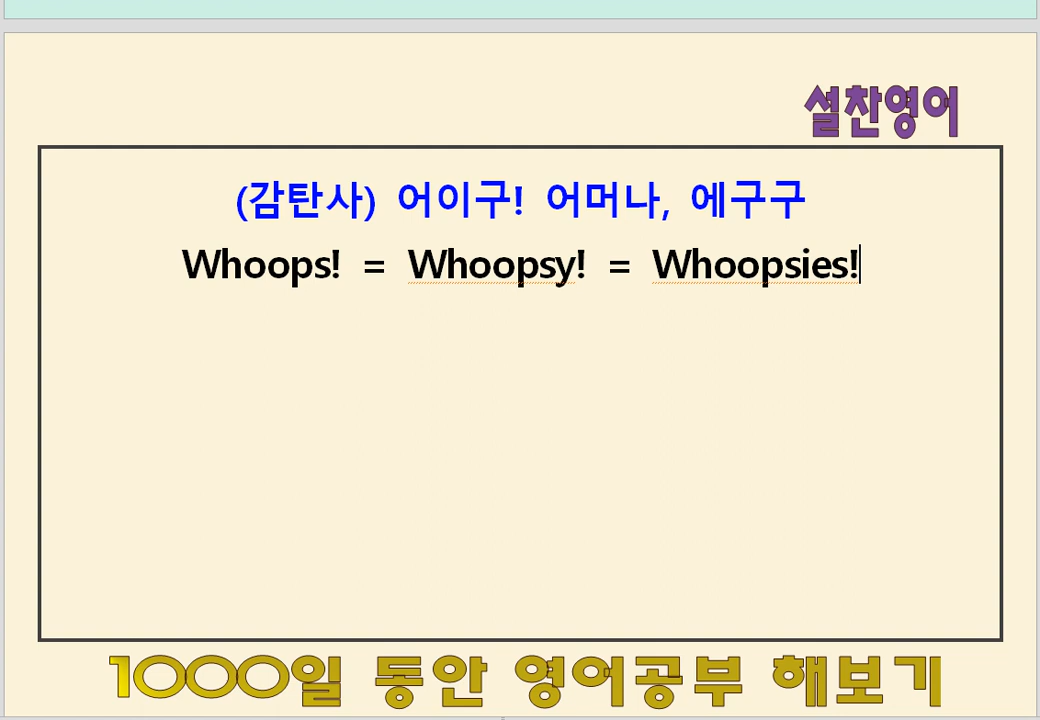 설찬영어
(감탄사) 어이구! 어머나, 에구구
Whoops! = Whoopsy! = Whoopsies!
1000일 동안 영어공부 해보기